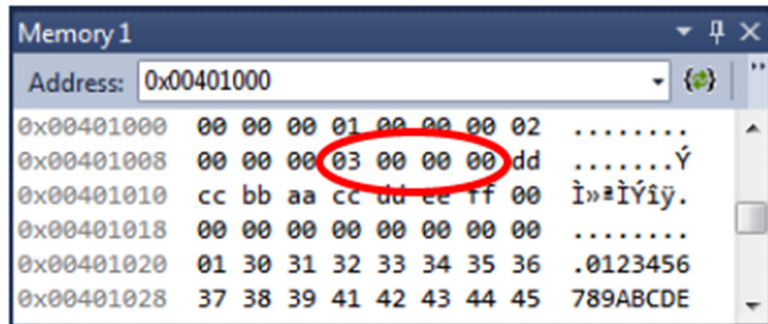 Memory 1
Address: 0x00401000
0x00401000 00 00 00 01 00 00 00 02 ........
0x00401008 00 00 00 03 00 00 00 dd .......Ý
0x00401010 cc bb aa cc dd ee ff 00 Ì»ªÌÝîÿ.
0x00401018 00 00 00 00 00 00 00 00 ........
0x00401020 01 30 31 32 33 34 35 36 .0123456
0x00401028 37 38 39 41 42 43 44 45 789ABCDE